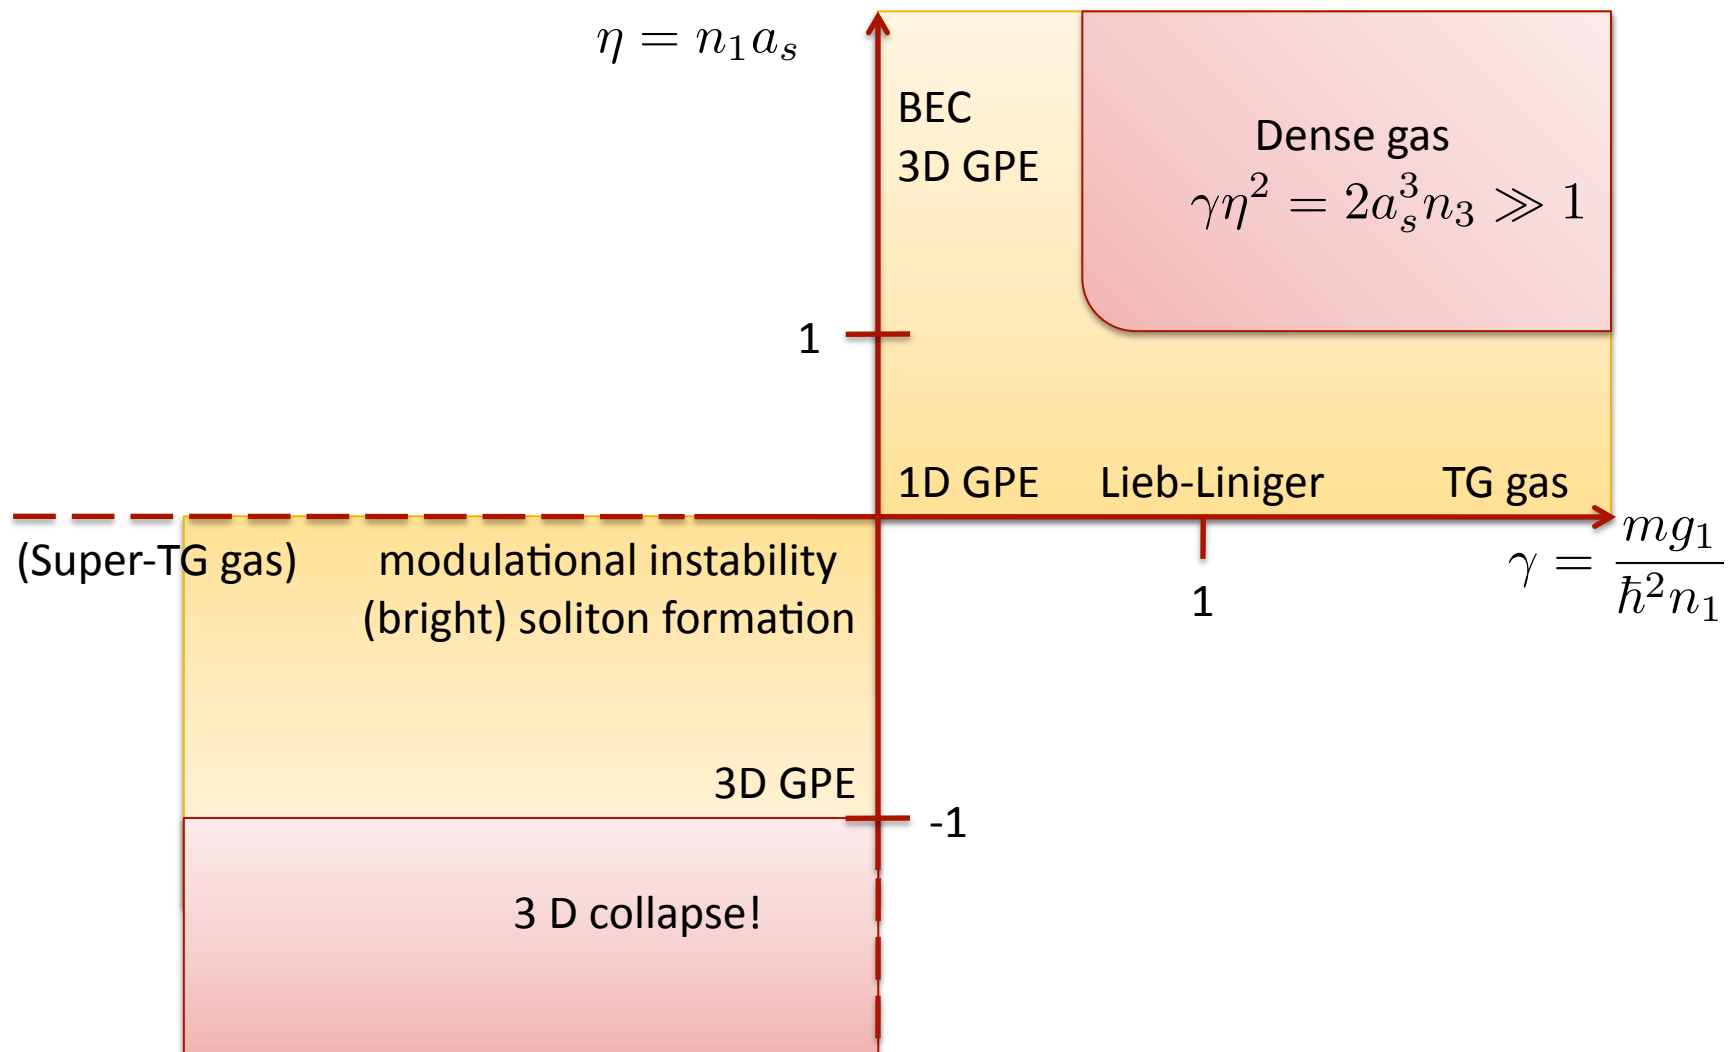 η = n₁aₛ
BEC
3D GPE
Dense gas
γη² = 2aₛ³n₃ ≫ 1
1
1D GPE
Lieb-Liniger
TG gas
γ = mg₁/ħ²n₁
1
(Super-TG gas)
modulational instability
(bright) soliton formation
3D GPE
-1
3 D collapse!